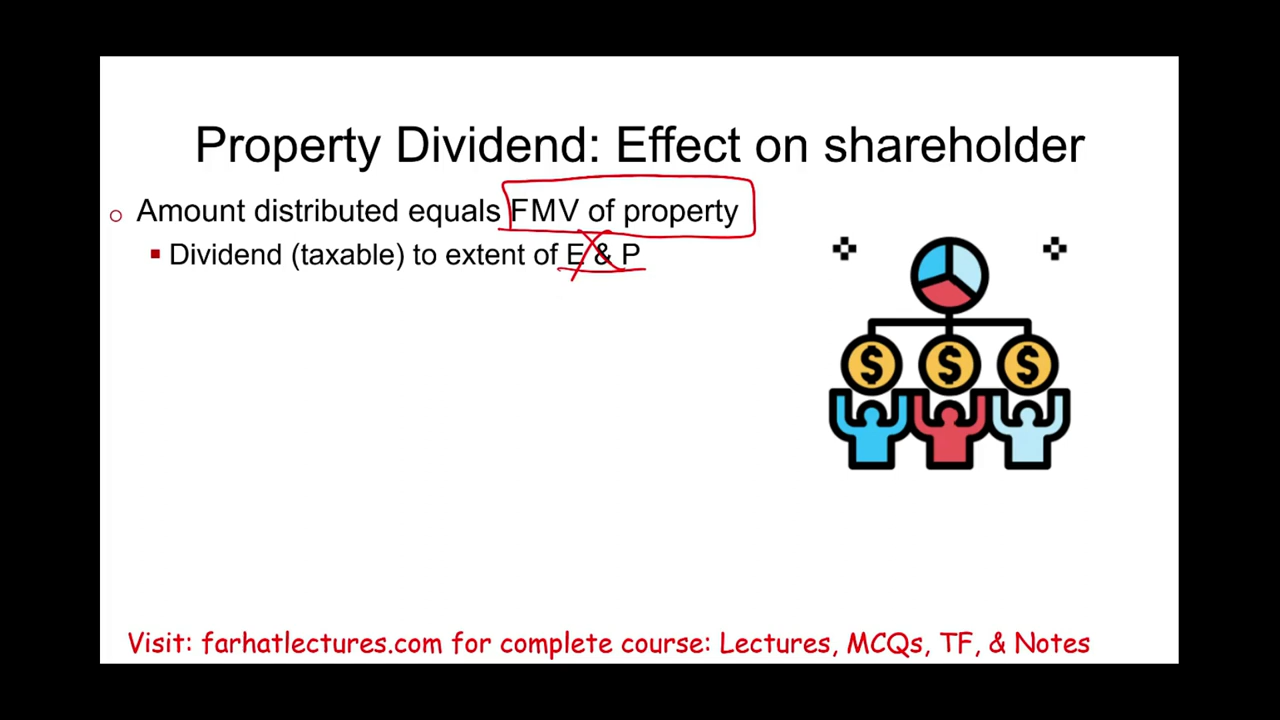 Property Dividend: Effect on shareholder
Amount distributed equals FMV of property
Dividend (taxable) to extent of E & P
$ $ $
Visit: farhatlectures.com for complete course: Lectures, MCQs, TF, & Notes